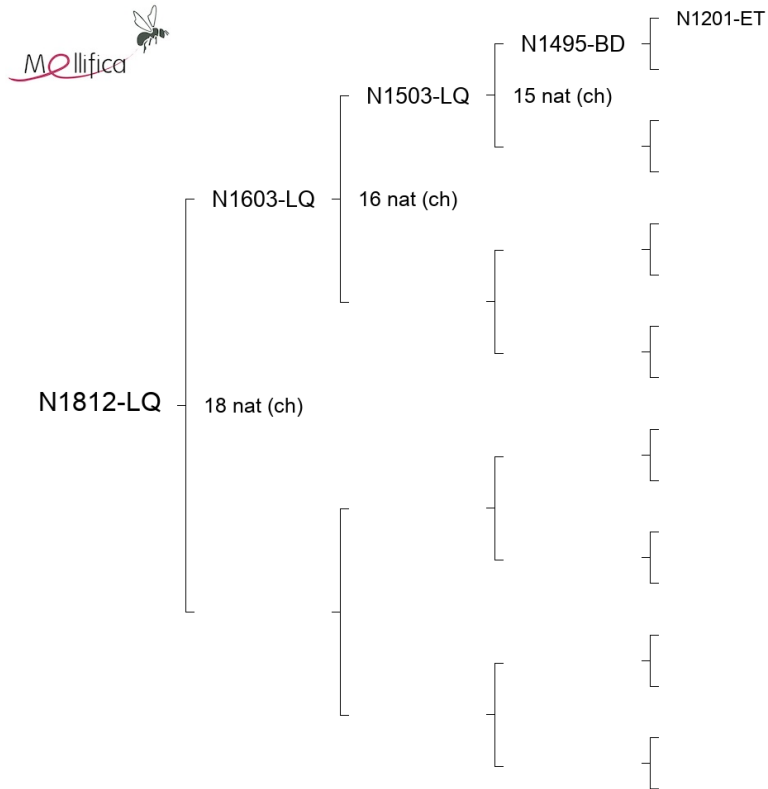 Mellifica
N1201-ET
N1495-BD
N1503-LQ
15 nat (ch)
N1603-LQ
16 nat (ch)
N1812-LQ
18 nat (ch)